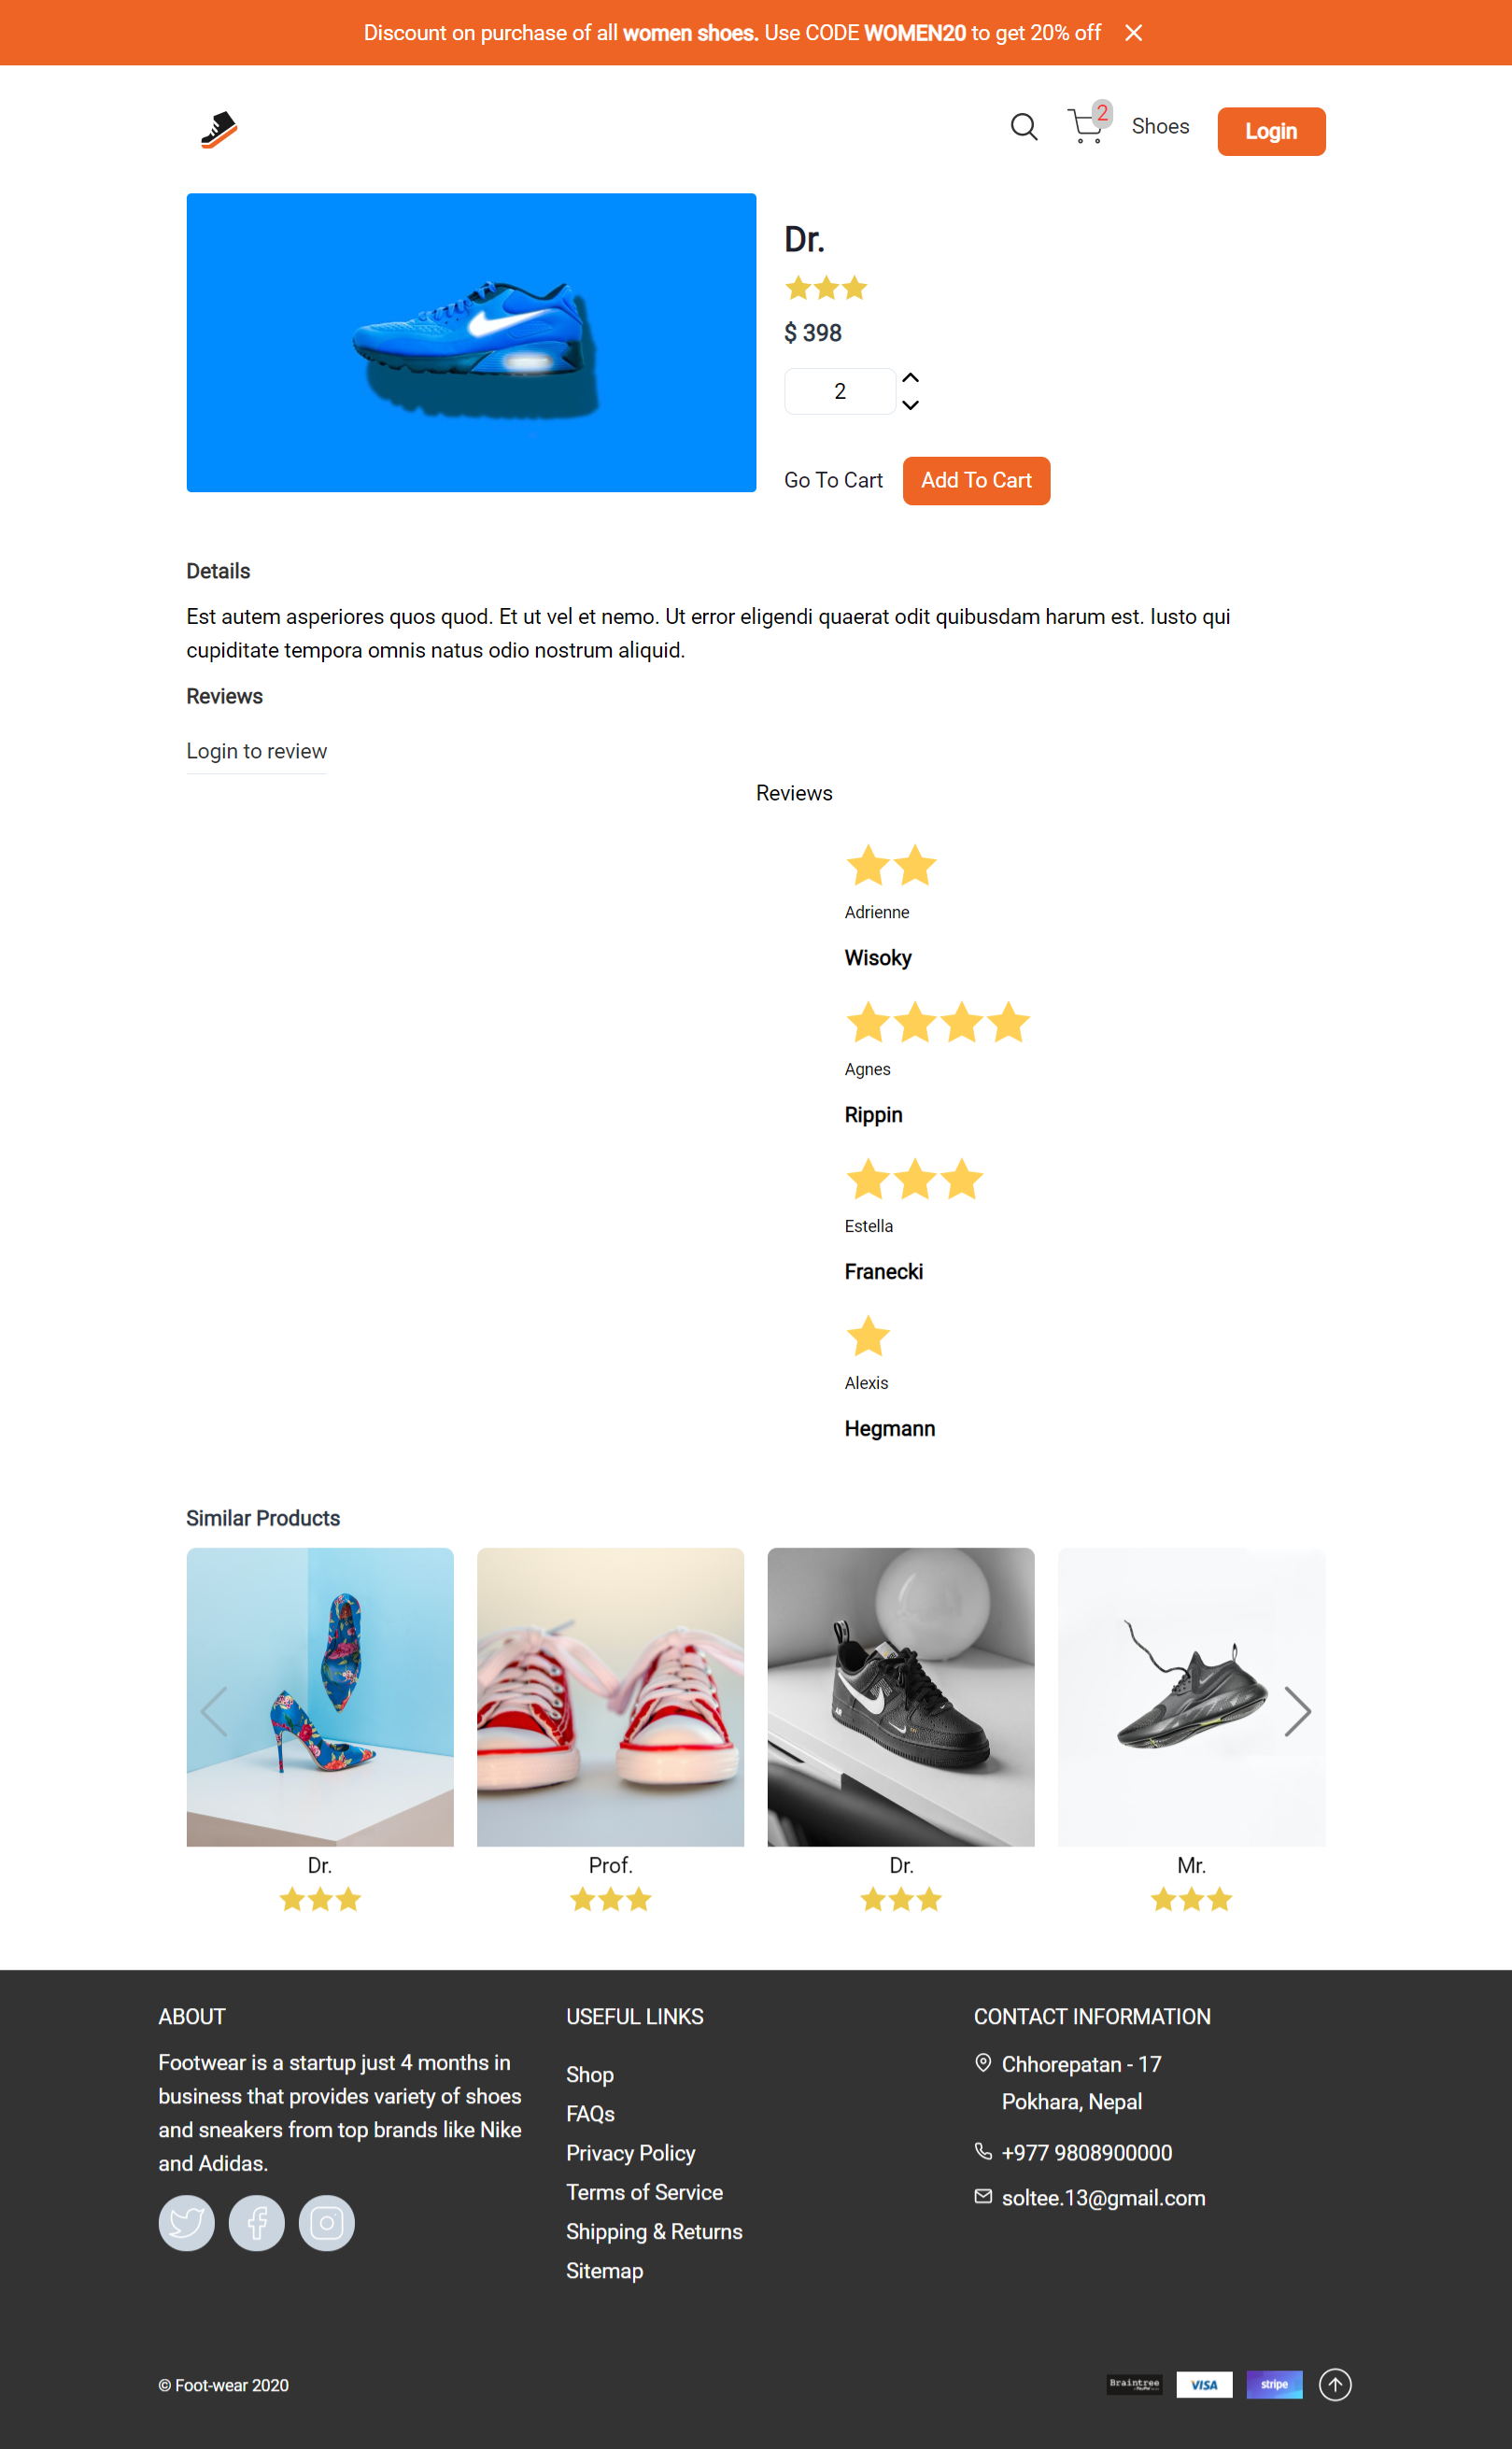 Discount on purchase of all women shoes. Use CODE WOMEN20 to get 20% off
2
Shoes
Login
Dr.
$ 398
2
Go To Cart
Add To Cart
Details
Est autem asperiores quos quod. Et ut vel et nemo. Ut error eligendi quaerat odit quibusdam harum est. Iusto qui
cupiditate tempora omnis natus odio nostrum aliquid.
Reviews
Login to review
Reviews
Adrienne
Wisoky
Agnes
Rippin
Estella
Franecki
Alexis
Hegmann
Similar Products
Dr.
Prof.
Dr.
Mr.
ABOUT
Footwear is a startup just 4 months in
business that provides variety of shoes
and sneakers from top brands like Nike
and Adidas.
USEFUL LINKS
Shop
FAQs
Privacy Policy
Terms of Service
Shipping & Returns
Sitemap
CONTACT INFORMATION
Chhorepatan - 17
Pokhara, Nepal
+977 9808900000
soltee.13@gmail.com
© Foot-wear 2020
Braintree
VISA
stripe